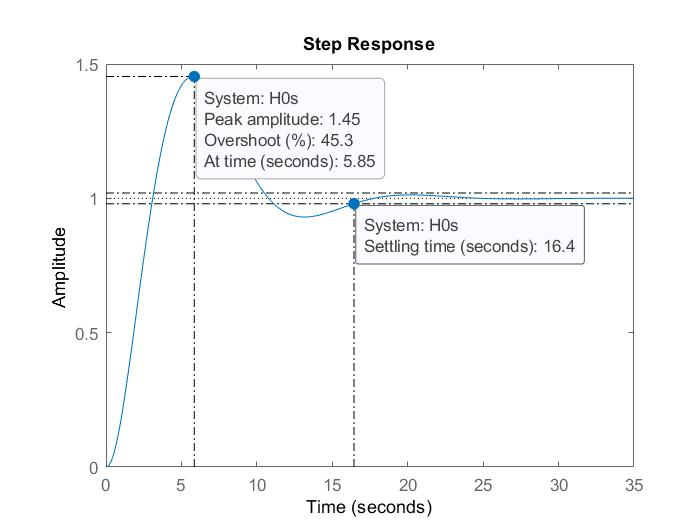 Step Response
1.5
System: H0s
Peak amplitude: 1.45
Overshoot (%): 45.3
At time (seconds): 5.85
1
System: H0s
Settling time (seconds): 16.4
Amplitude
0.5
0
0 5 10 15 20 25 30 35
Time (seconds)